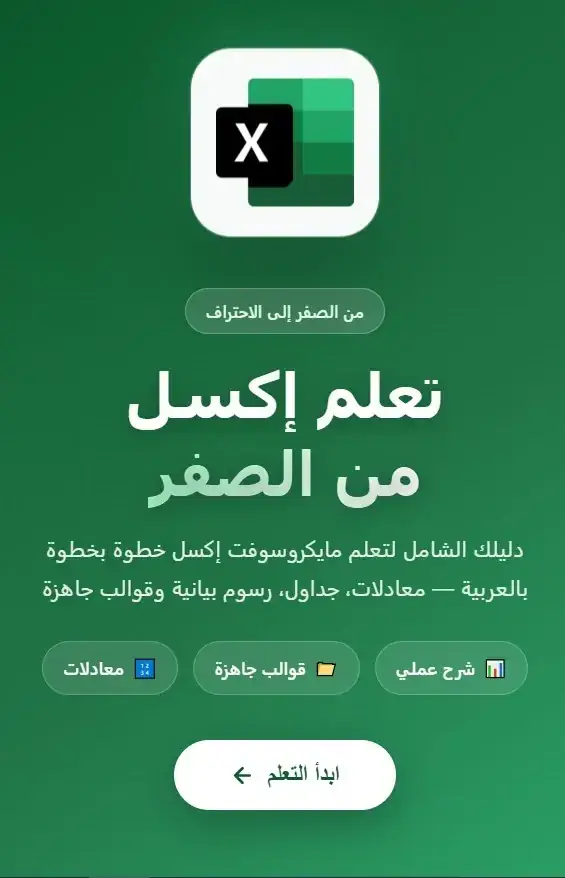 X
من الصفر إلى الاحتراف
تعلم إكسل
من الصفر
دليلك الشامل لتعلم مايكروسوفت إكسل خطوة بخطوة
بالعربية — معادلات، جداول، رسوم بيانية وقوالب جاهزة
📊 شرح عملي
📁 قوالب جاهزة
🔢 معادلات
ابدأ التعلم ←